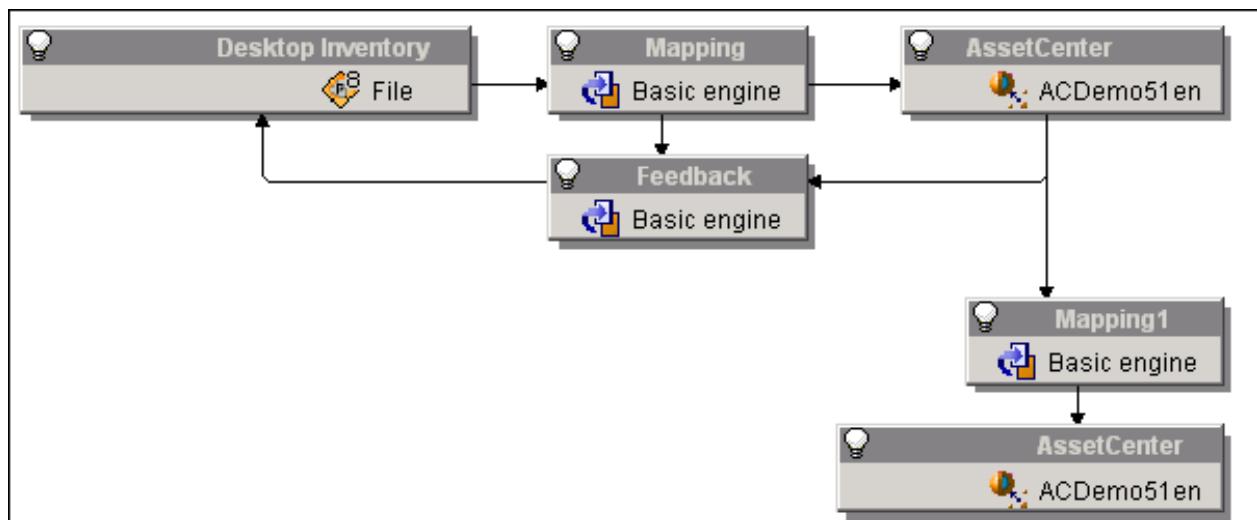 Desktop Inventory
File
Mapping
Basic engine
AssetCenter
ACDemo51en
Feedback
Basic engine
Mapping1
Basic engine
AssetCenter
ACDemo51en